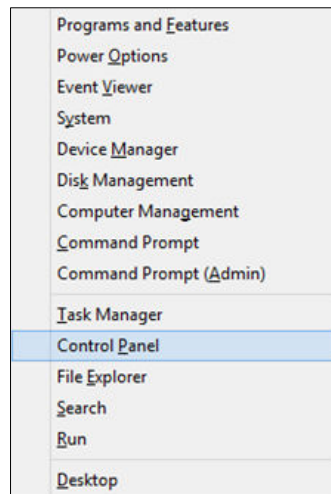 Programs and Features
Power Options
Event Viewer
System
Device Manager
Disk Management
Computer Management
Command Prompt
Command Prompt (Admin)
Task Manager
Control Panel
File Explorer
Search
Run
Desktop